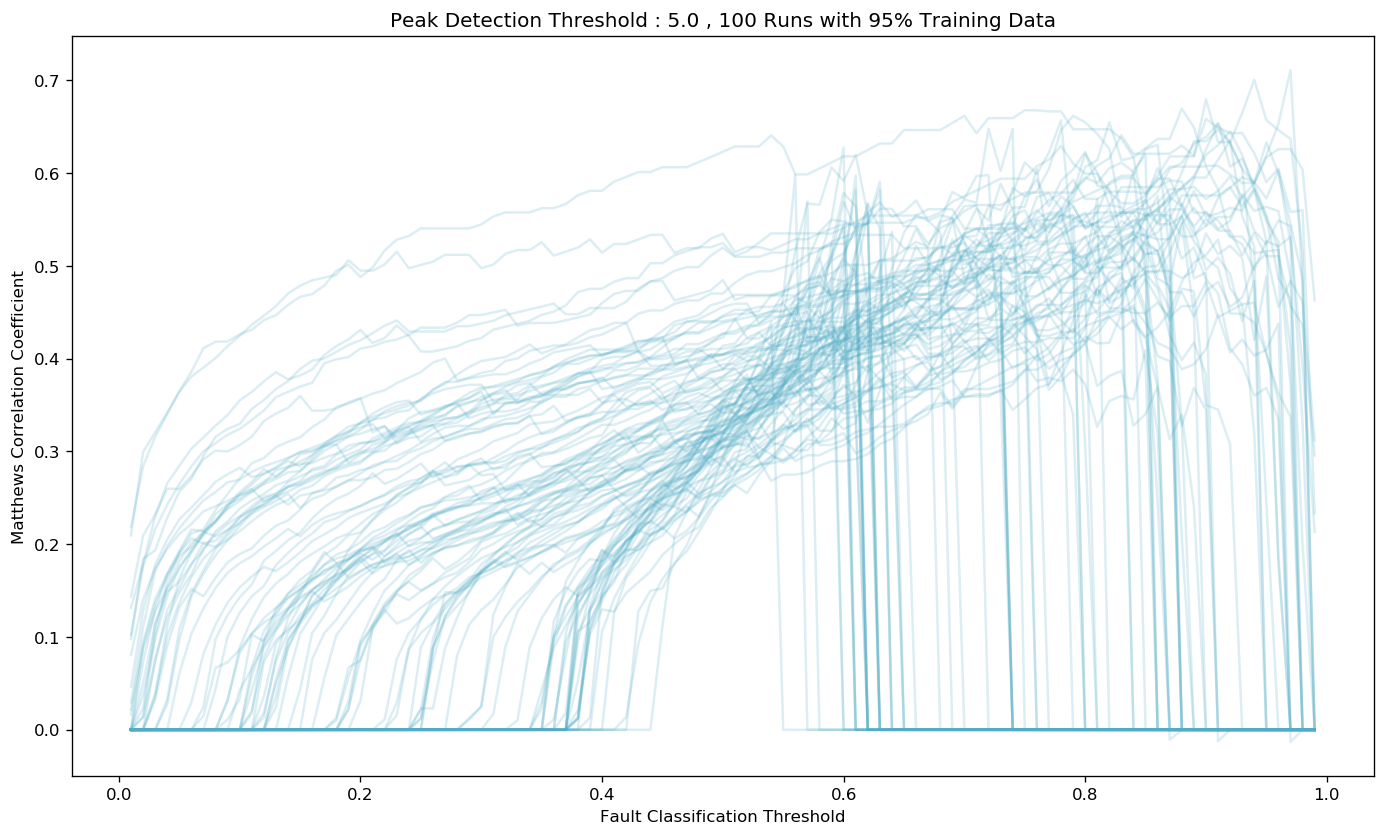 Peak Detection Threshold : 5.0 , 100 Runs with 95% Training Data
Matthews Correlation Coefficient
0.7
0.6
0.5
0.4
0.3
0.2
0.1
0.0
0.0 0.2 0.4 0.6 0.8 1.0
Fault Classification Threshold